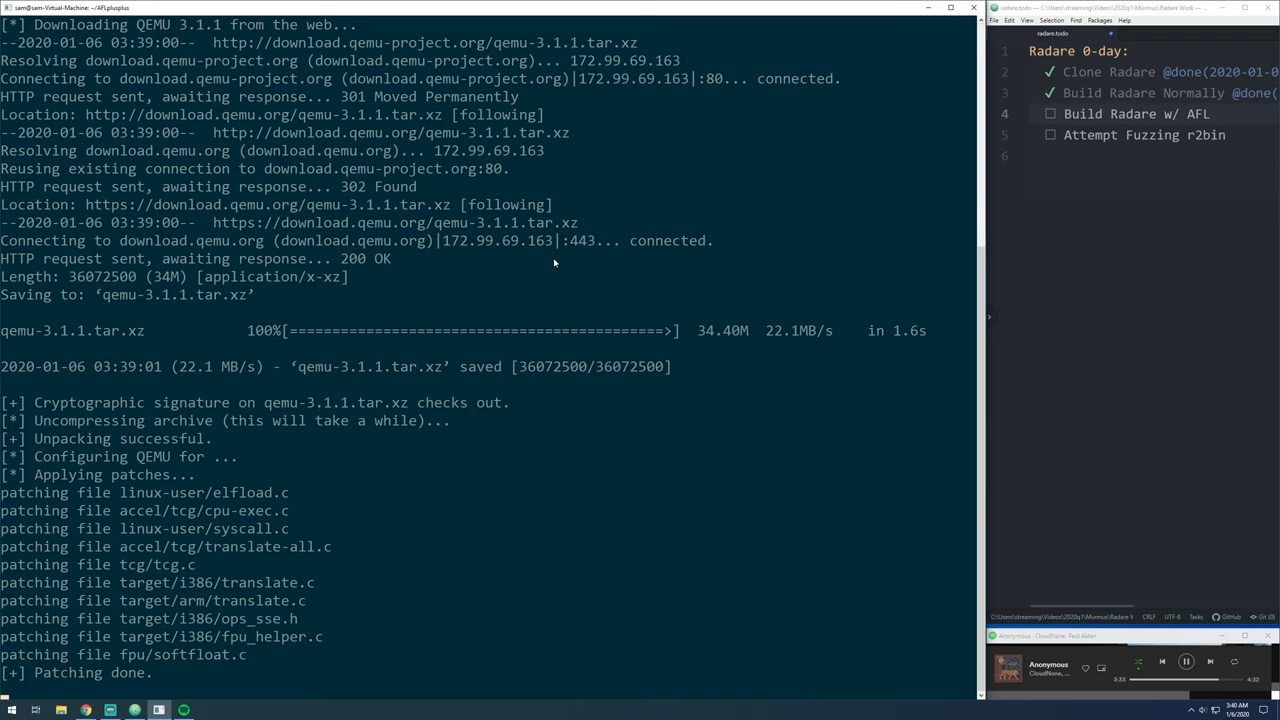 sam@sam-Virtual-Machine: ~/AFLplusplus
[*] Downloading QEMU 3.1.1 from the web...
--2020-01-06 03:39:00--  http://download.qemu-project.org/qemu-3.1.1.tar.xz
Resolving download.qemu-project.org (download.qemu-project.org)... 172.99.69.163
Connecting to download.qemu-project.org (download.qemu-project.org)|172.99.69.163|:80... connected.
HTTP request sent, awaiting response... 301 Moved Permanently
Location: http://download.qemu.org/qemu-3.1.1.tar.xz [following]
--2020-01-06 03:39:00--  http://download.qemu.org/qemu-3.1.1.tar.xz
Resolving download.qemu.org (download.qemu.org)... 172.99.69.163
Reusing existing connection to download.qemu-project.org:80.
HTTP request sent, awaiting response... 302 Found
Location: https://download.qemu.org/qemu-3.1.1.tar.xz [following]
--2020-01-06 03:39:00--  https://download.qemu.org/qemu-3.1.1.tar.xz
Connecting to download.qemu.org (download.qemu.org)|172.99.69.163|:443... connected.
HTTP request sent, awaiting response... 200 OK
Length: 36072500 (34M) [application/x-xz]
Saving to: ‘qemu-3.1.1.tar.xz’
qemu-3.1.1.tar.xz 100%[============================================>] 34.40M 22.1MB/s in 1.6s
2020-01-06 03:39:01 (22.1 MB/s) - ‘qemu-3.1.1.tar.xz’ saved [36072500/36072500]
[+] Cryptographic signature on qemu-3.1.1.tar.xz checks out.
[*] Uncompressing archive (this will take a while)...
[+] Unpacking successful.
[*] Configuring QEMU for ...
[*] Applying patches...
patching file linux-user/elfload.c
patching file accel/tcg/cpu-exec.c
patching file linux-user/syscall.c
patching file accel/tcg/translate-all.c
patching file tcg/tcg.c
patching file target/i386/translate.c
patching file target/arm/translate.c
patching file target/i386/ops_sse.h
patching file target/i386/fpu_helper.c
patching file fpu/softfloat.c
[+] Patching done.
radare.todo — C:\Users\streaming\Videos\2020q1\Murmus\Radare Work —
File Edit View Selection Find Packages Help
radare.todo
1 Radare 0-day:
2 ✓ Clone Radare @done(2020-01-0
3 ✓ Build Radare Normally @done(
4 ☐ Build Radare w/ AFL
5 ☐ Attempt Fuzzing r2bin
6
C:\Users\streaming\Videos\2020q1\Murmus\Radare W CRLF UTF-8 Tasks GitHub Git (0)
Anonymous - CloudNone, Paul Aiden
Anonymous
CloudNone, ...
3:33 4:32
3:40 AM
1/6/2020